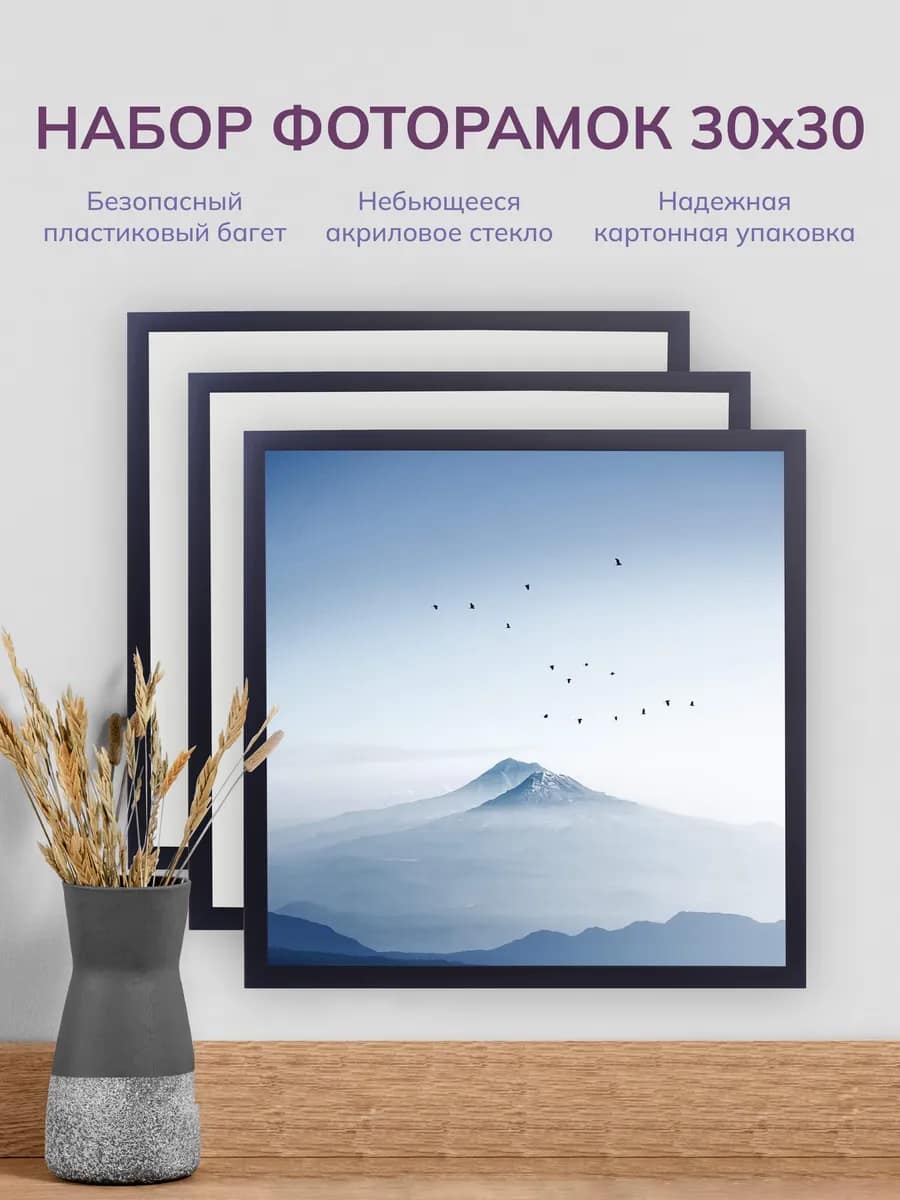 НАБОР ФОТОРАМОК 30х30
Безопасный
пластиковый багет
Небьющееся
акриловое стекло
Надежная
картонная упаковка